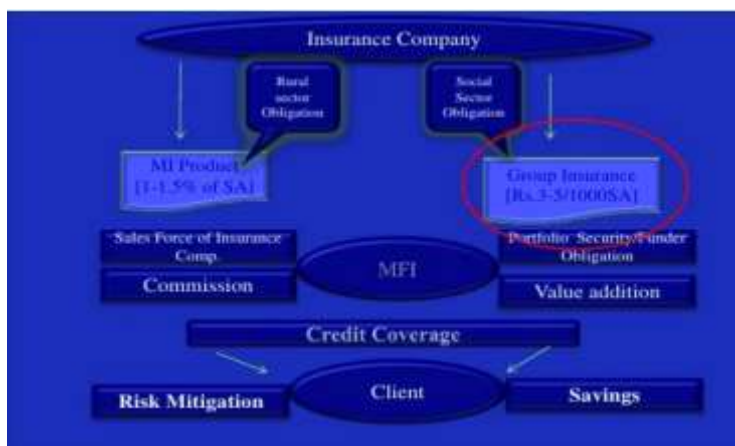 Insurance Company
Rural
sector
Obligation
Social
Sector
Obligation
MI Product
[1-1.5% of SA]
Group Insurance
[Rs.3-5/1000SA]
Sales Force of Insurance
Comp.
Portfolio Security/Funder
Obligation
MFI
Commission
Value addition
Credit Coverage
Risk Mitigation
Client
Savings